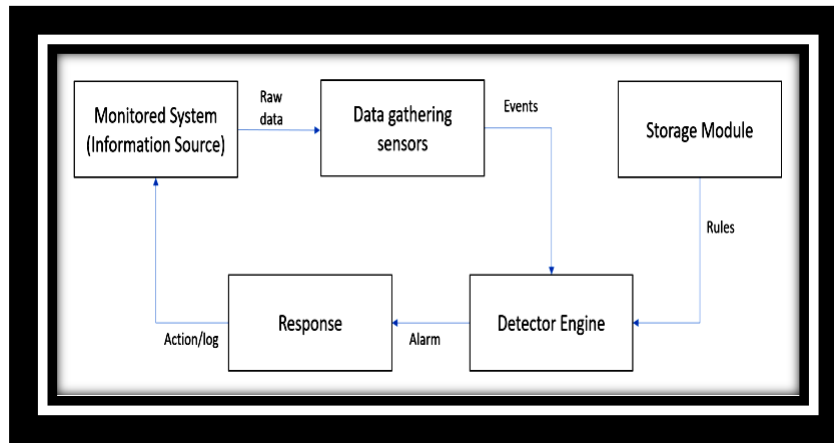 Monitored System
(Information Source)
Raw
data
Data gathering
sensors
Events
Storage Module
Rules
Response
Detector Engine
Action/log
Alarm